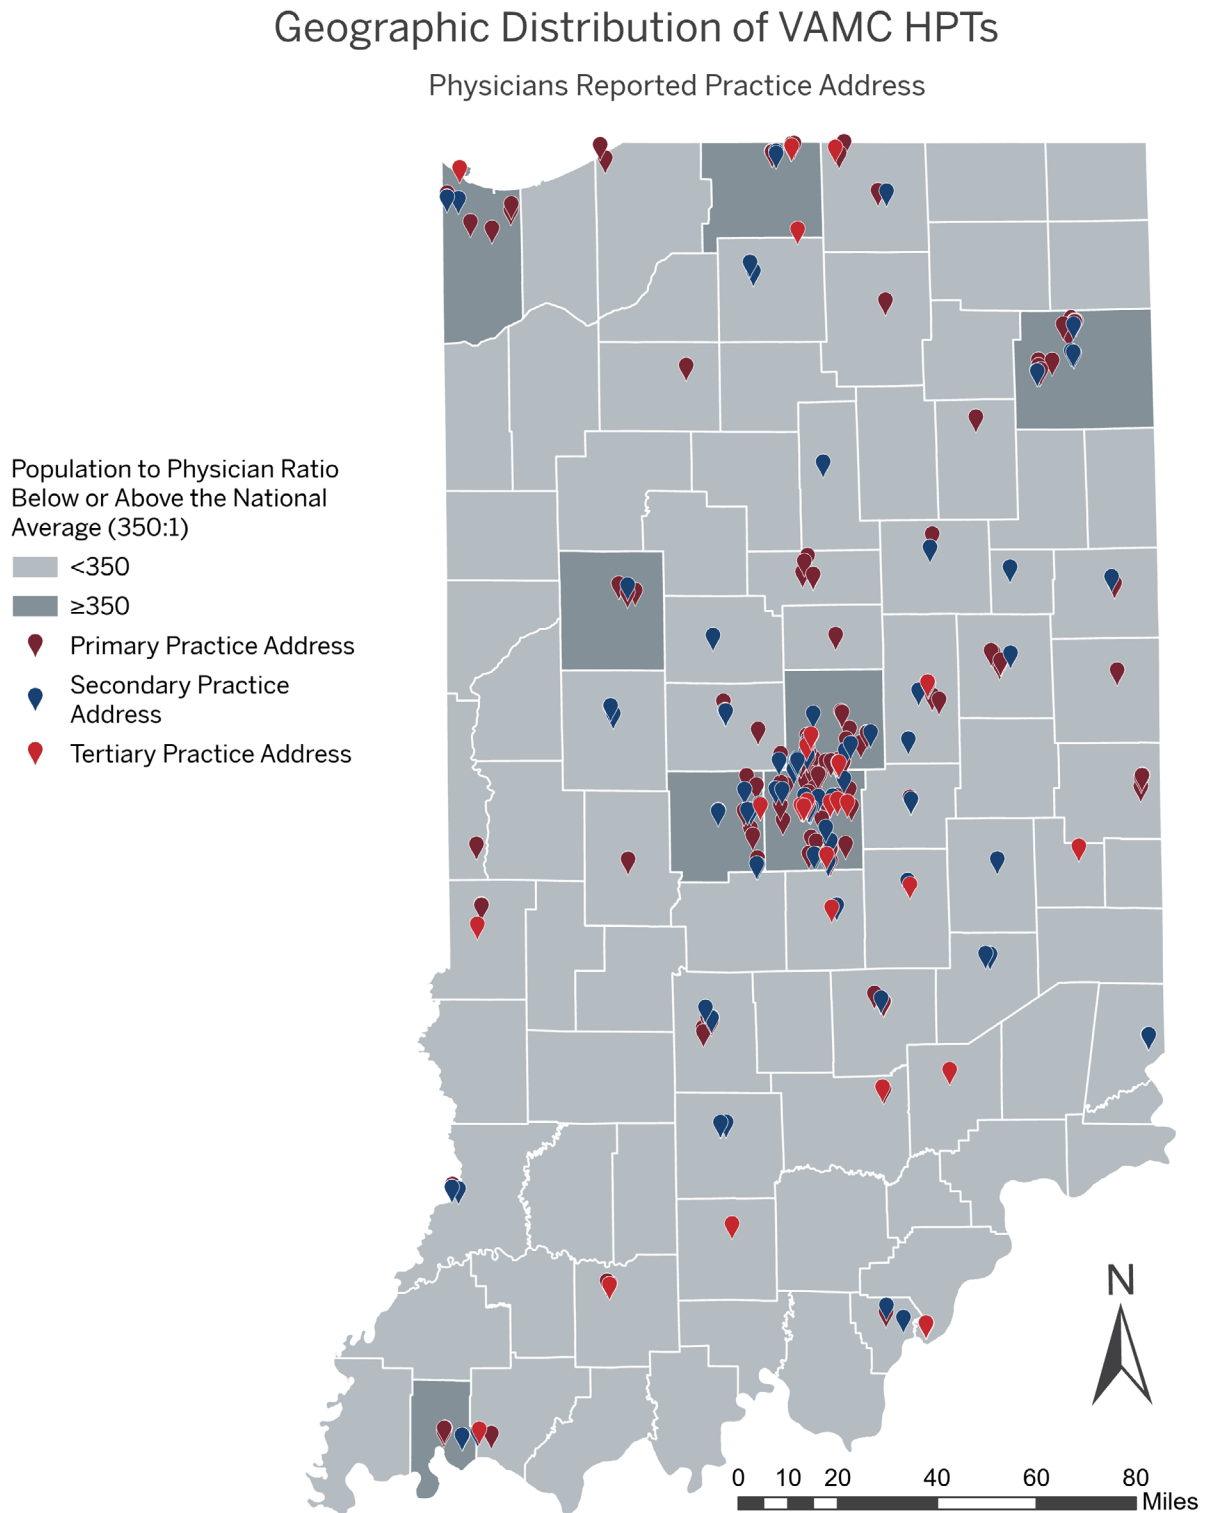 Geographic Distribution of VAMC HPTs
Physicians Reported Practice Address
Population to Physician Ratio
Below or Above the National
Average (350:1)
<350
≥350
Primary Practice Address
Secondary Practice
Address
Tertiary Practice Address
N
0 10 20 40 60 80
Miles